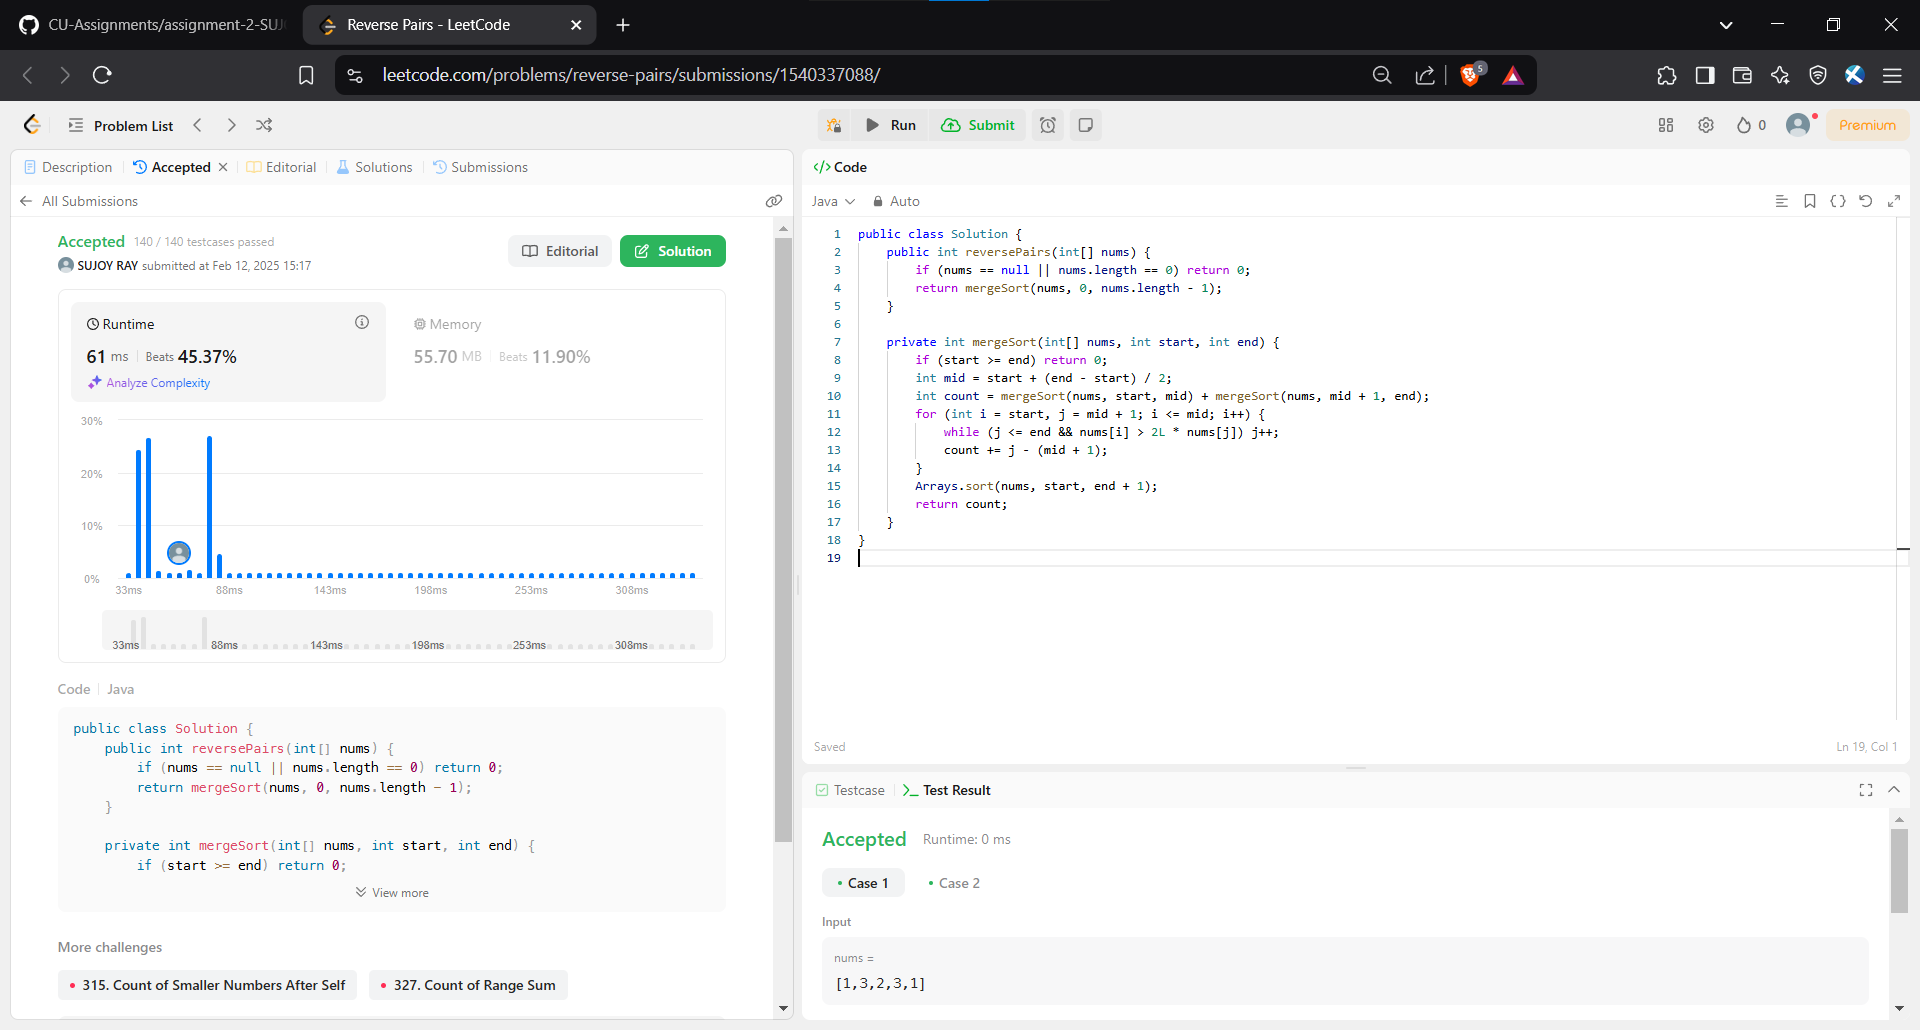 CU-Assignments/assignment-2-SUJ
Reverse Pairs - LeetCode
leetcode.com/problems/reverse-pairs/submissions/1540337088/
5
Problem List
Run
Submit
0
Premium
Description
Accepted
Editorial
Solutions
Submissions
All Submissions
Accepted 140 / 140 testcases passed
SUJOY RAY submitted at Feb 12, 2025 15:17
Editorial
Solution
Runtime
61 ms Beats 45.37%
Analyze Complexity
Memory
55.70 MB Beats 11.90%
30%
20%
10%
0%
33ms 88ms 143ms 198ms 253ms 308ms
33ms 88ms 143ms 198ms 253ms 308ms
Code Java
public class Solution {
    public int reversePairs(int[] nums) {
        if (nums == null || nums.length == 0) return 0;
        return mergeSort(nums, 0, nums.length - 1);
    }
    private int mergeSort(int[] nums, int start, int end) {
        if (start >= end) return 0;
View more
More challenges
315. Count of Smaller Numbers After Self
327. Count of Range Sum
</> Code
Java Auto
1 public class Solution {
2     public int reversePairs(int[] nums) {
3         if (nums == null || nums.length == 0) return 0;
4         return mergeSort(nums, 0, nums.length - 1);
5     }
6
7     private int mergeSort(int[] nums, int start, int end) {
8         if (start >= end) return 0;
9         int mid = start + (end - start) / 2;
10         int count = mergeSort(nums, start, mid) + mergeSort(nums, mid + 1, end);
11         for (int i = start, j = mid + 1; i <= mid; i++) {
12             while (j <= end && nums[i] > 2L * nums[j]) j++;
13             count += j - (mid + 1);
14         }
15         Arrays.sort(nums, start, end + 1);
16         return count;
17     }
18 }
19
Saved
Ln 19, Col 1
Testcase
Test Result
Accepted Runtime: 0 ms
Case 1
Case 2
Input
nums =
[1,3,2,3,1]